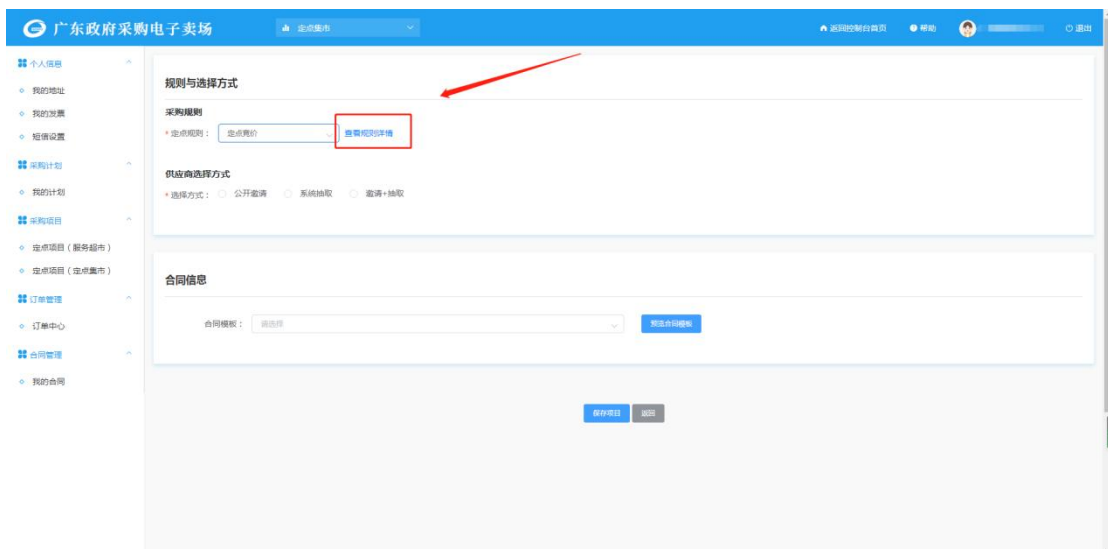 广东政府采购电子卖场
定点集市
返回控制台首页
帮助
退出
个人信息
我的地址
我的发票
短信设置
采购计划
我的计划
采购项目
定点项目（服务超市）
定点项目（定点集市）
订单管理
订单中心
合同管理
我的合同
规则与选择方式
采购规则
* 定点规则： 定点竞价 查看规则详情
供应商选择方式
* 选择方式： 公开邀请 系统抽取 邀请+抽取
合同信息
合同模板： 请选择 预览合同模板
保存项目 返回